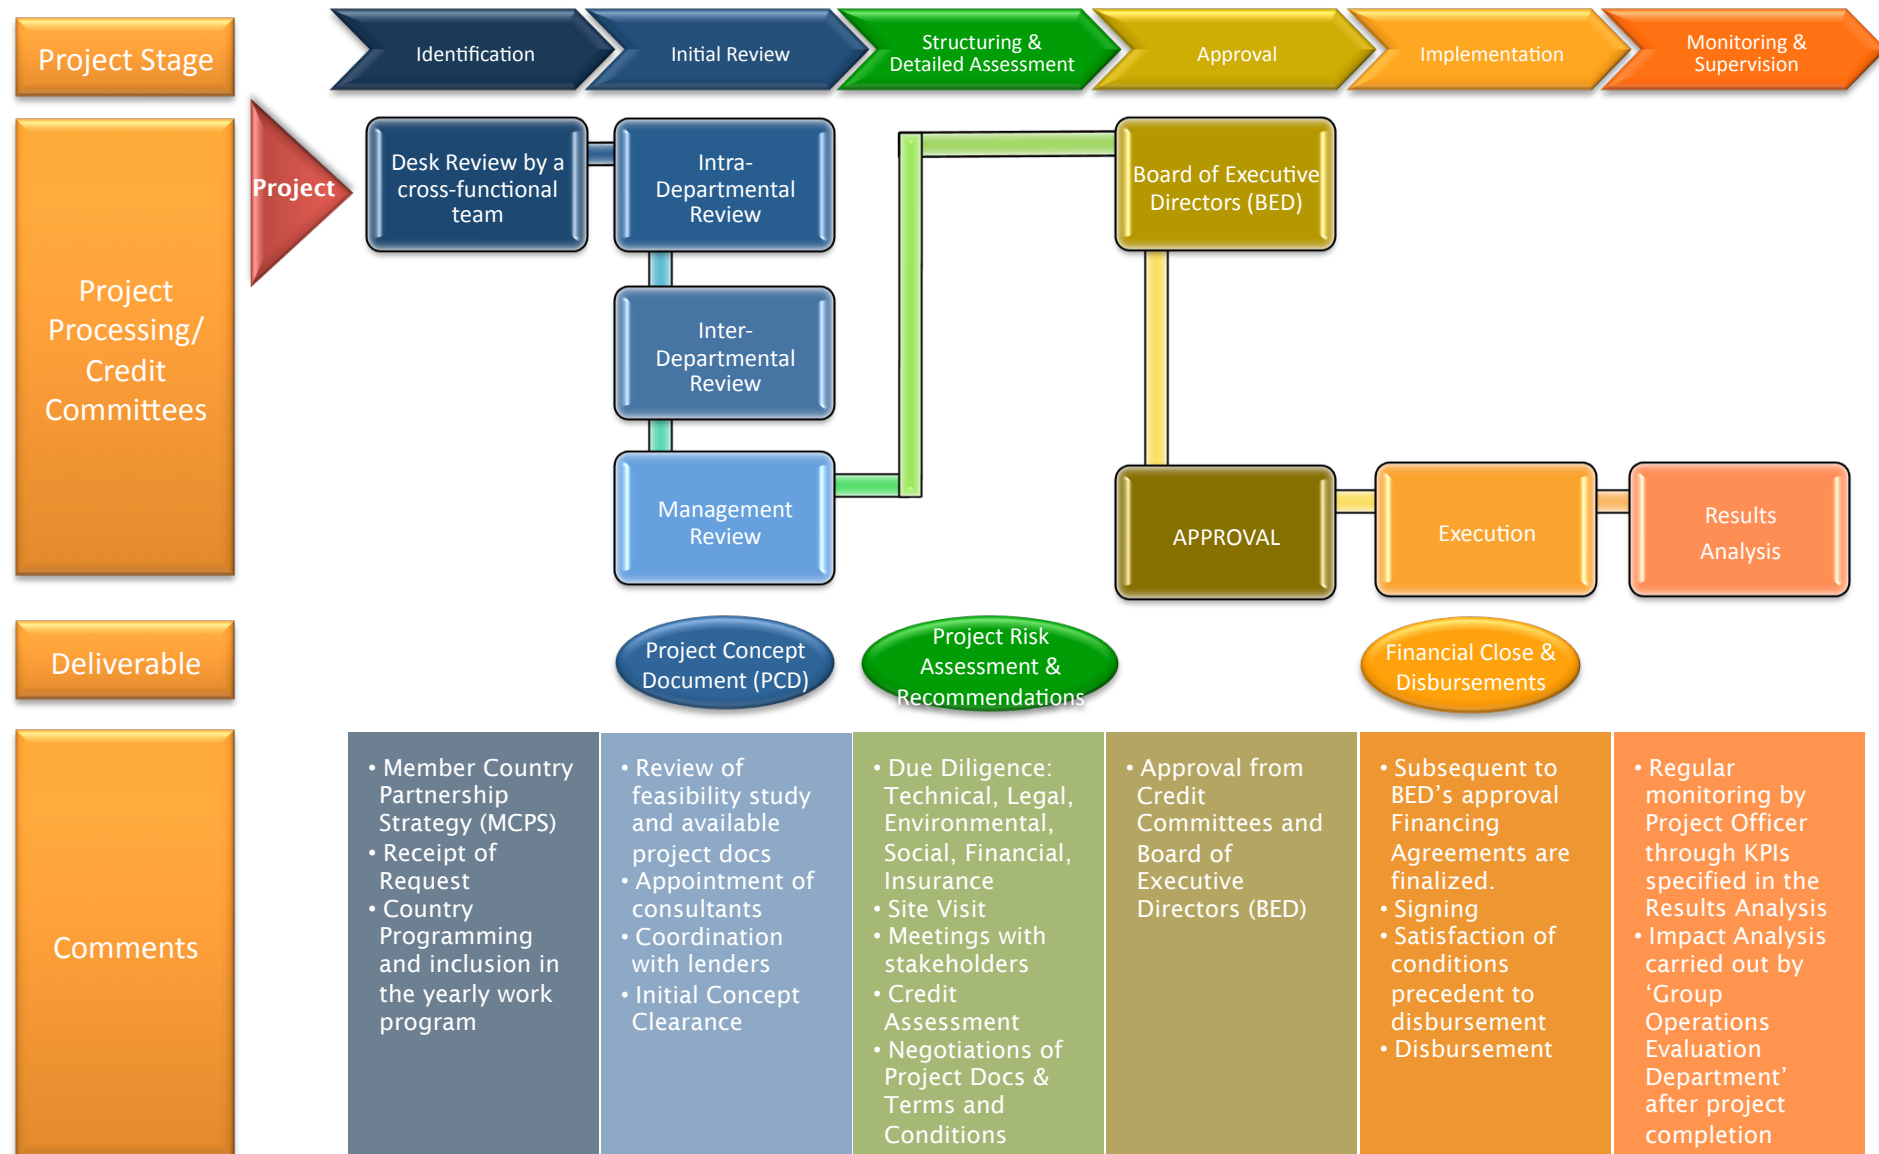 Project Stage
Identification
Initial Review
Structuring &
Detailed Assessment
Approval
Implementation
Monitoring &
Supervision
Project
Processing/
Credit
Committees
Project
Desk Review by a
cross-functional
team
Intra-
Departmental
Review
Inter-
Departmental
Review
Management
Review
Board of Executive
Directors (BED)
APPROVAL
Execution
Results
Analysis
Deliverable
Project Concept
Document (PCD)
Project Risk
Assessment &
Recommendations
Financial Close &
Disbursements
Comments
• Member Country
Partnership
Strategy (MCPS)
• Receipt of
Request
• Country
Programming
and inclusion in
the yearly work
program
• Review of
feasibility study
and available
project docs
• Appointment of
consultants
• Coordination
with lenders
• Initial Concept
Clearance
• Due Diligence:
Technical, Legal,
Environmental,
Social, Financial,
Insurance
• Site Visit
• Meetings with
stakeholders
• Credit
Assessment
• Negotiations of
Project Docs &
Terms and
Conditions
• Approval from
Credit
Committees and
Board of
Executive
Directors (BED)
• Subsequent to
BED's approval
Financing
Agreements are
finalized.
• Signing
• Satisfaction of
conditions
precedent to
disbursement
• Disbursement
• Regular
monitoring by
Project Officer
through KPIs
specified in the
Results Analysis
• Impact Analysis
carried out by
‘Group
Operations
Evaluation
Department’
after project
completion